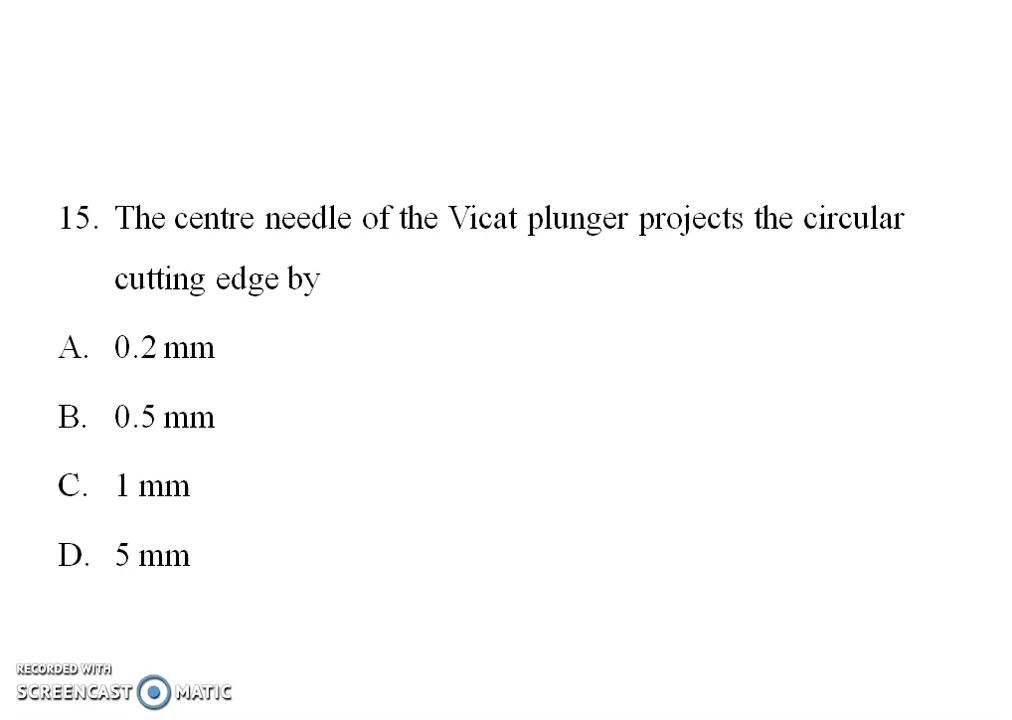 15. The centre needle of the Vicat plunger projects the circular
cutting edge by
A. 0.2 mm
B. 0.5 mm
C. 1 mm
D. 5 mm
RECORDED WITH
SCREENCAST MATIC